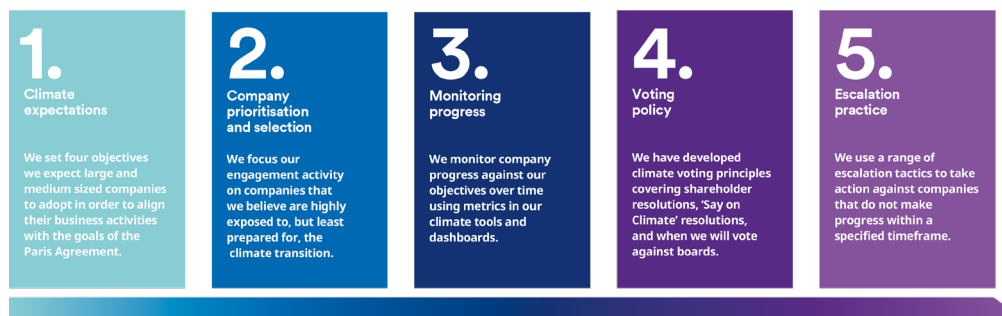 1.
Climate
expectations
We set four objectives
we expect large and
medium sized companies
to adopt in order to align
their business activities
with the goals of the
Paris Agreement.
2.
Company
prioritisation
and selection
We focus our
engagement activity
on companies that
we believe are highly
exposed to, but least
prepared for, the
climate transition.
3.
Monitoring
progress
We monitor company
progress against our
objectives over time
using metrics in our
climate tools and
dashboards.
4.
Voting
policy
We have developed
climate voting principles
covering shareholder
resolutions, ‘Say on
Climate’ resolutions,
and when we will vote
against boards.
5.
Escalation
practice
We use a range of
escalation tactics to take
action against companies
that do not make
progress within a
specified timeframe.